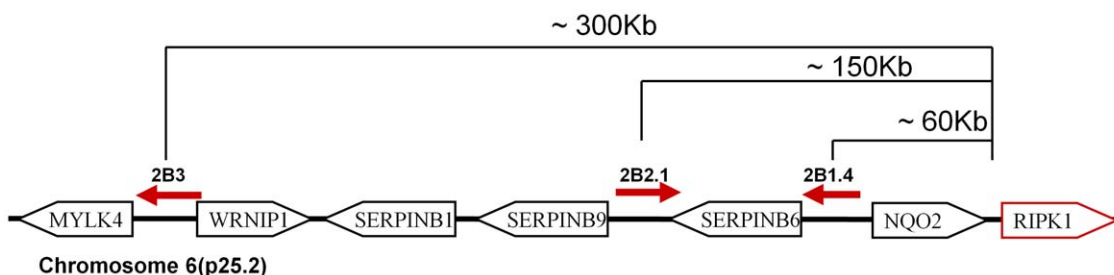 ~ 300Kb
~ 150Kb
~ 60Kb
2B3 2B2.1 2B1.4
MYLK4 WRNIP1 SERPINB1 SERPINB9 SERPINB6 NQO2 RIPK1
Chromosome 6(p25.2)